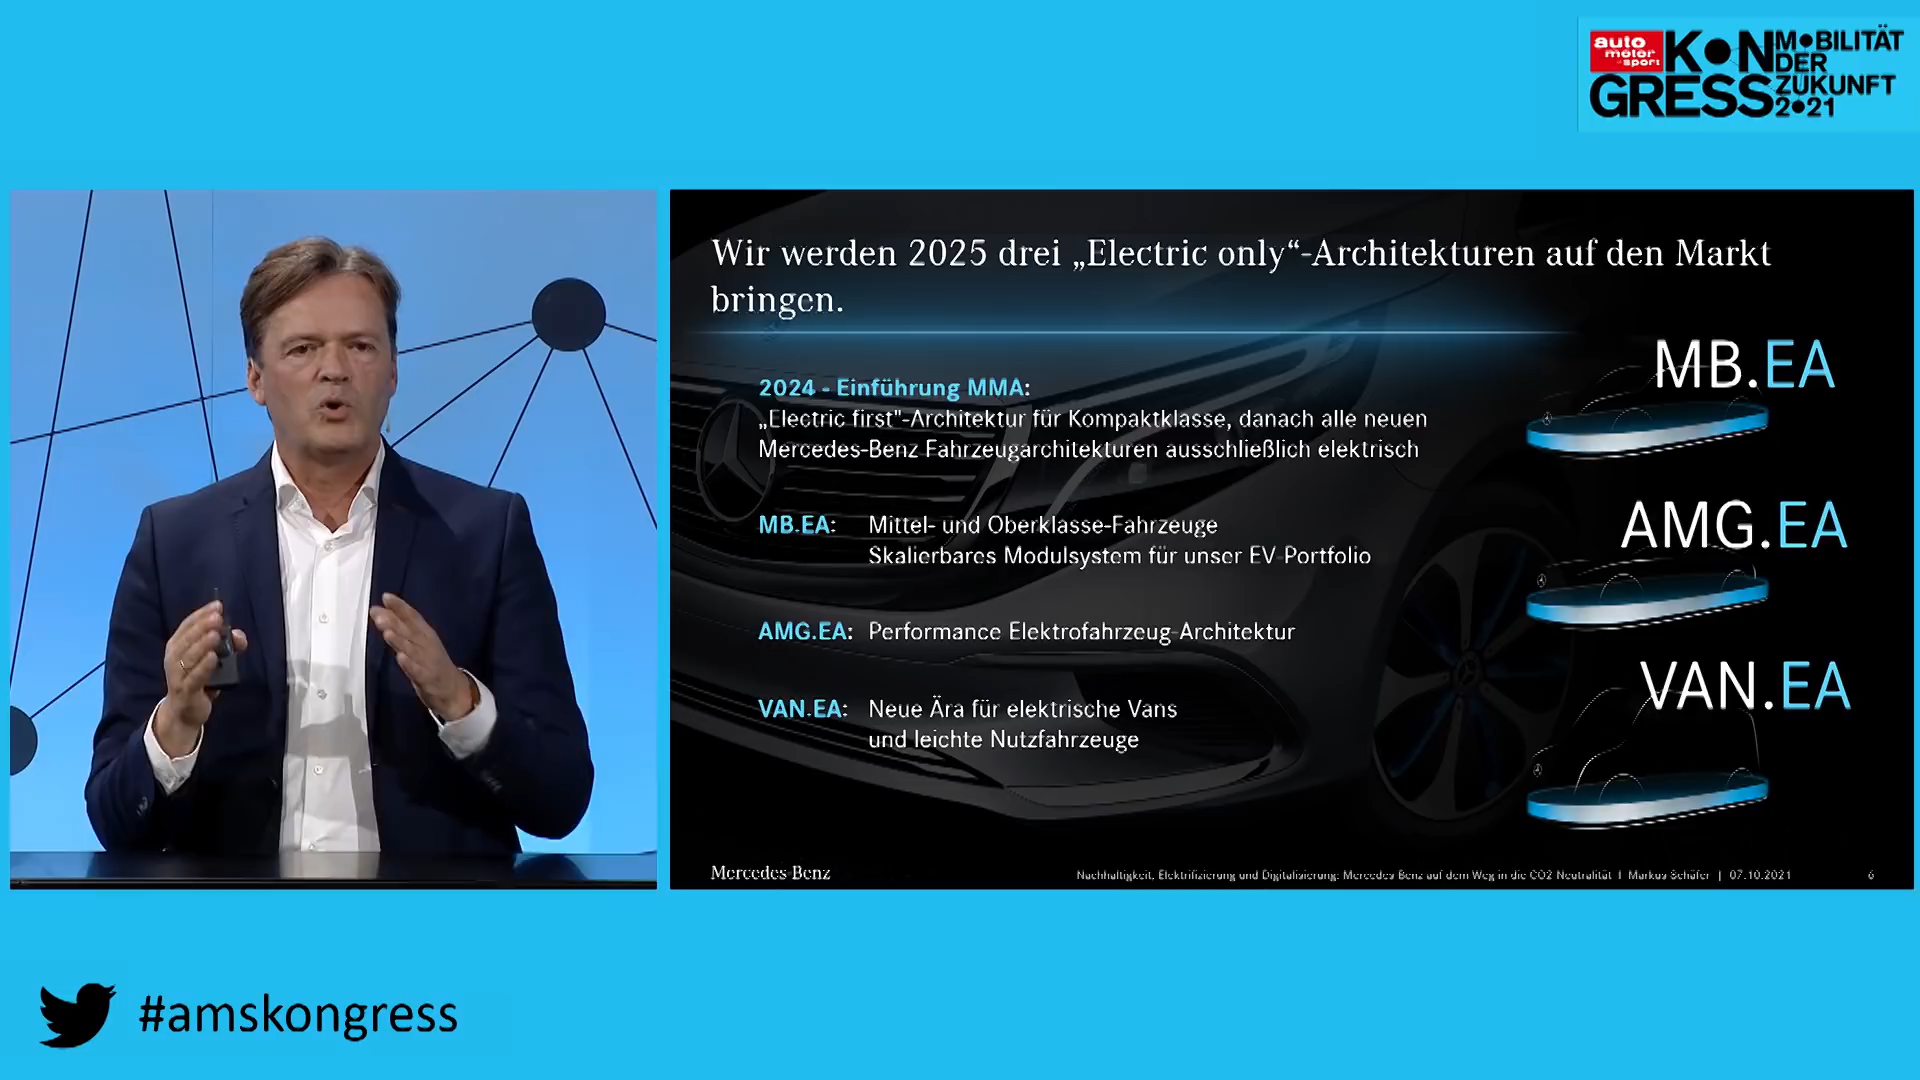 auto
motor
sport
KONGRESS
MOBILITÄT
DER
ZUKUNFT
2021
Wir werden 2025 drei „Electric only“-Architekturen auf den Markt
bringen.
2024 - Einführung MMA:
„Electric first"-Architektur für Kompaktklasse, danach alle neuen
Mercedes-Benz Fahrzeugarchitekturen ausschließlich elektrisch
MB.EA: Mittel- und Oberklasse-Fahrzeuge
Skalierbares Modulsystem für unser EV-Portfolio
AMG.EA: Performance Elektrofahrzeug-Architektur
VAN.EA: Neue Ära für elektrische Vans
und leichte Nutzfahrzeuge
MB.EA
AMG.EA
VAN.EA
Mercedes-Benz
Nachhaltigkeit, Elektrifizierung und Digitalisierung: Mercedes-Benz auf dem Weg in die CO2 Neutralität | Markus Schäfer | 07.10.2021
6
#amskongress